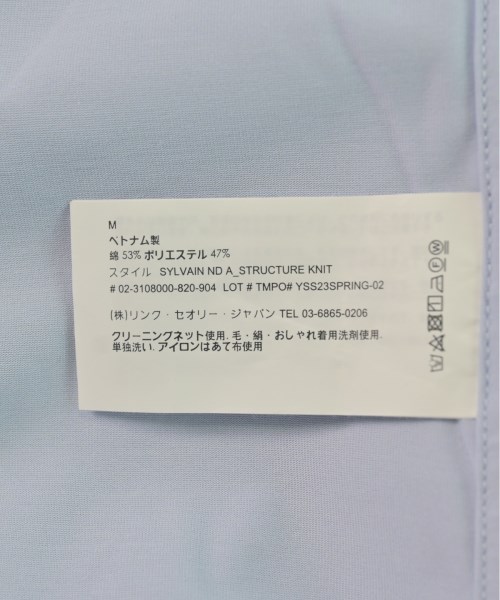 M
ベトナム製
綿 53% ポリエステル 47%
スタイル SYLVAIN ND A_STRUCTURE KNIT
# 02-3108000-820-904 LOT # TMPO# YSS23SPRING-02
(株)リンク・セオリー・ジャパン TEL 03-6865-0206
クリーニングネット使用. 毛・絹・おしゃれ着用洗剤使用.
単独洗い. アイロンはあて布使用